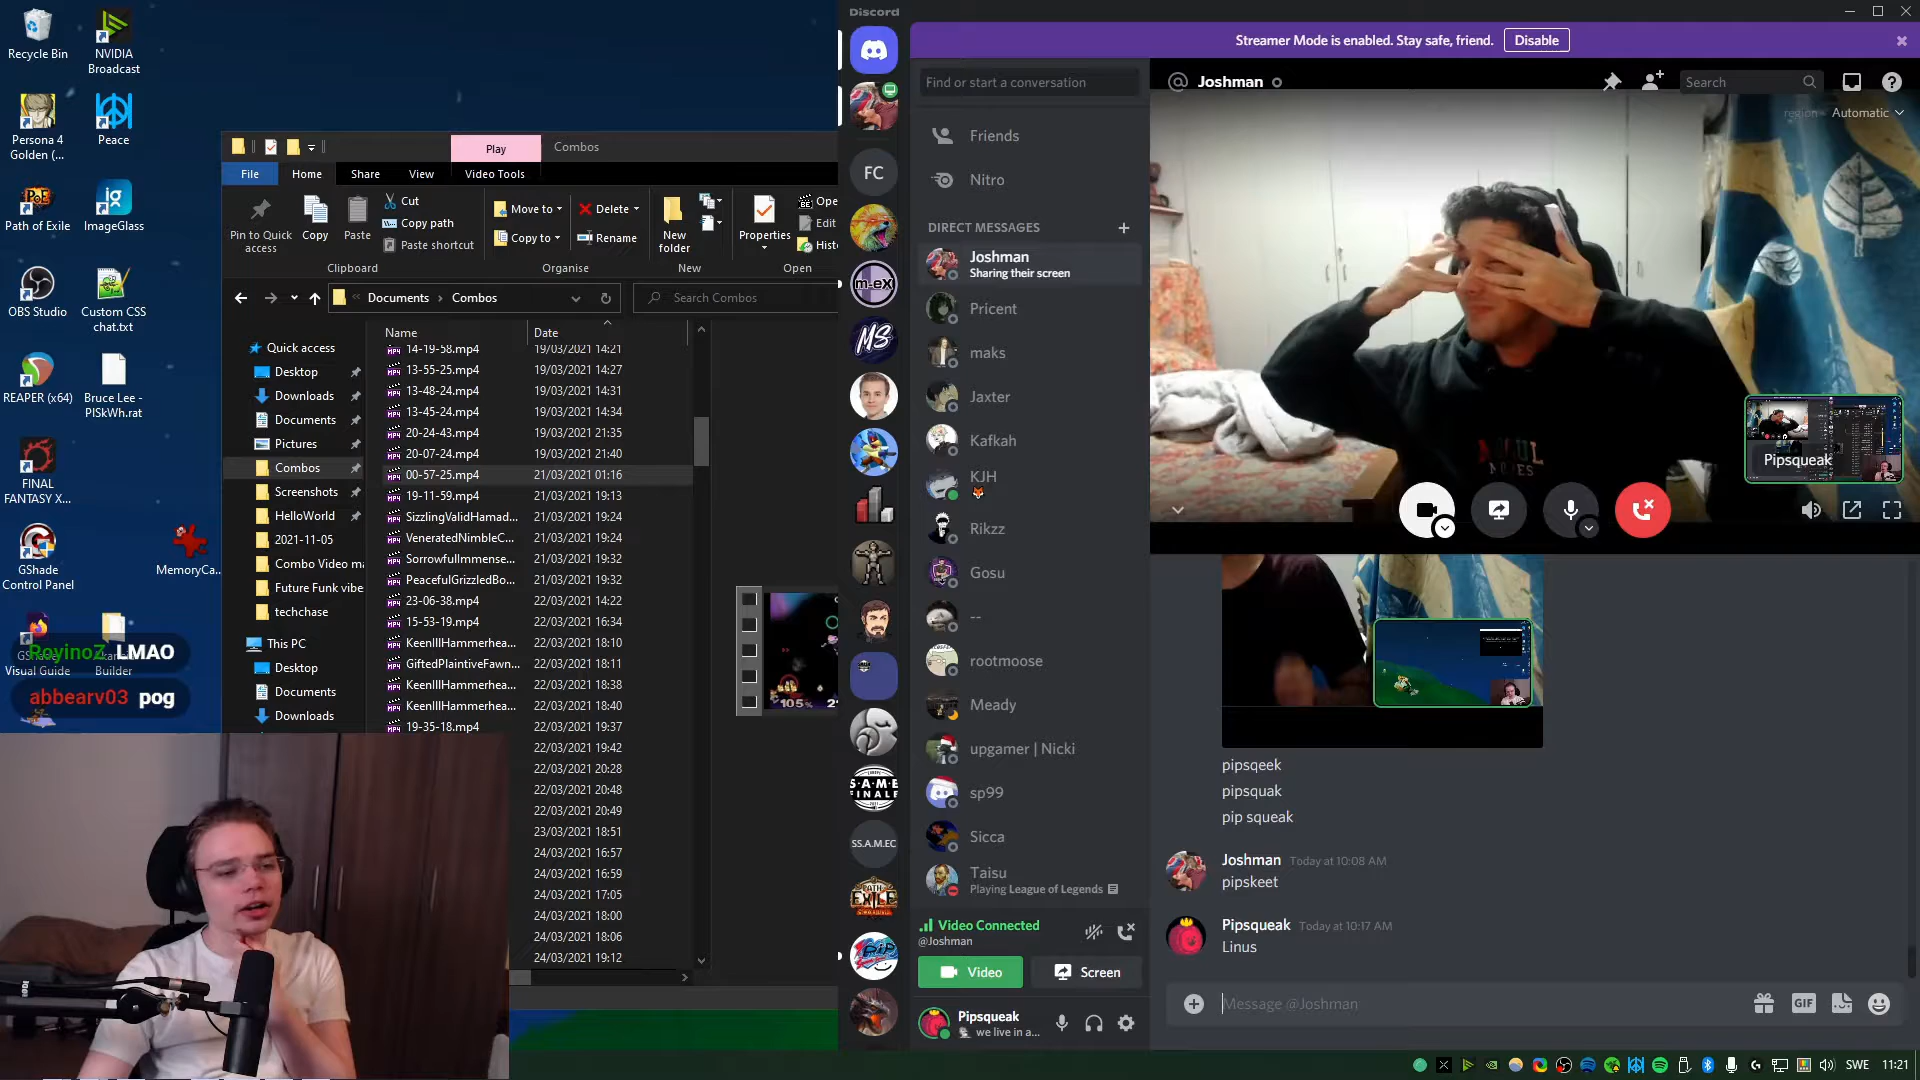 Recycle Bin
NVIDIA Broadcast
Persona 4 Golden (...
Peace
Path of Exile
ImageGlass
OBS Studio
Custom CSS chat.txt
REAPER (x64)
Bruce Lee - PISkWh.rat
FINAL FANTASY X...
GShade Control Panel
MemoryCa...
Visual Guide
Builder
RoyinoZ LMAO
abbearv03 pog
Play
Combos
File
Home
Share
View
Video Tools
Pin to Quick access
Copy
Paste
Cut
Copy path
Paste shortcut
Move to
Copy to
Delete
Rename
New folder
Properties
Ope
Edit
Histo
Clipboard
Organise
New
Open
Documents › Combos
Search Combos
Name
Date
Quick access
Desktop
Downloads
Documents
Pictures
Combos
Screenshots
HelloWorld
2021-11-05
Combo Video ma
Future Funk vibe
techchase
This PC
Desktop
Documents
Downloads
14-19-58.mp4 19/03/2021 14:21
13-55-25.mp4 19/03/2021 14:27
13-48-24.mp4 19/03/2021 14:31
13-45-24.mp4 19/03/2021 14:34
20-24-43.mp4 19/03/2021 21:35
20-07-24.mp4 19/03/2021 21:40
00-57-25.mp4 21/03/2021 01:16
19-11-59.mp4 21/03/2021 19:13
SizzlingValidHamad... 21/03/2021 19:24
VeneratedNimbleC... 21/03/2021 19:24
SorrowfulImmense... 21/03/2021 19:32
PeacefulGrizzledBo... 21/03/2021 19:32
23-06-38.mp4 22/03/2021 14:22
15-53-19.mp4 22/03/2021 16:34
KeenIllHammerhea... 22/03/2021 18:10
GiftedPlaintiveFawn... 22/03/2021 18:11
KeenIllHammerhea... 22/03/2021 18:38
KeenIllHammerhea... 22/03/2021 18:40
19-35-18.mp4 22/03/2021 19:37
22/03/2021 19:42
22/03/2021 20:28
22/03/2021 20:48
22/03/2021 20:49
23/03/2021 18:51
24/03/2021 16:57
24/03/2021 16:59
24/03/2021 17:05
24/03/2021 18:00
24/03/2021 18:06
24/03/2021 19:12
105%
Discord
FC
m-ex
MS
SS.A.M.EC
Streamer Mode is enabled. Stay safe, friend. Disable
Find or start a conversation
Friends
Nitro
DIRECT MESSAGES
Joshman
Sharing their screen
Pricent
maks
Jaxter
Kafkah
KJH
Rikzz
Gosu
--
rootmoose
Meady
upgamer | Nicki
sp99
Sicca
Taisu
Playing League of Legends
Video Connected
@Joshman
Video
Screen
Pipsqueak
we live in a...
Joshman
Search
region
Automatic
Pipsqueak
pipsqeek
pipsquak
pip squeak
Joshman Today at 10:08 AM
pipskeet
Pipsqueak Today at 10:17 AM
Linus
Message @Joshman
GIF
SWE 11:21